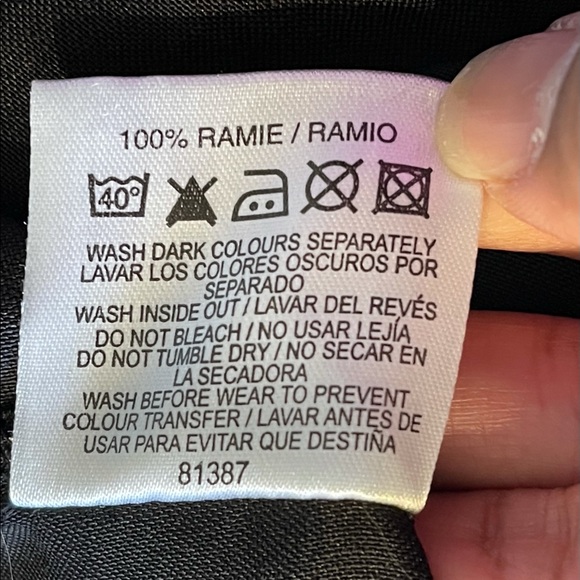 100% RAMIE / RAMIO
40°
WASH DARK COLOURS SEPARATELY
LAVAR LOS COLORES OSCUROS POR
SEPARADO
WASH INSIDE OUT / LAVAR DEL REVÉS
DO NOT BLEACH / NO USAR LEJÍA
DO NOT TUMBLE DRY / NO SECAR EN
LA SECADORA
WASH BEFORE WEAR TO PREVENT
COLOUR TRANSFER / LAVAR ANTES DE
USAR PARA EVITAR QUE DESTIÑA
81387